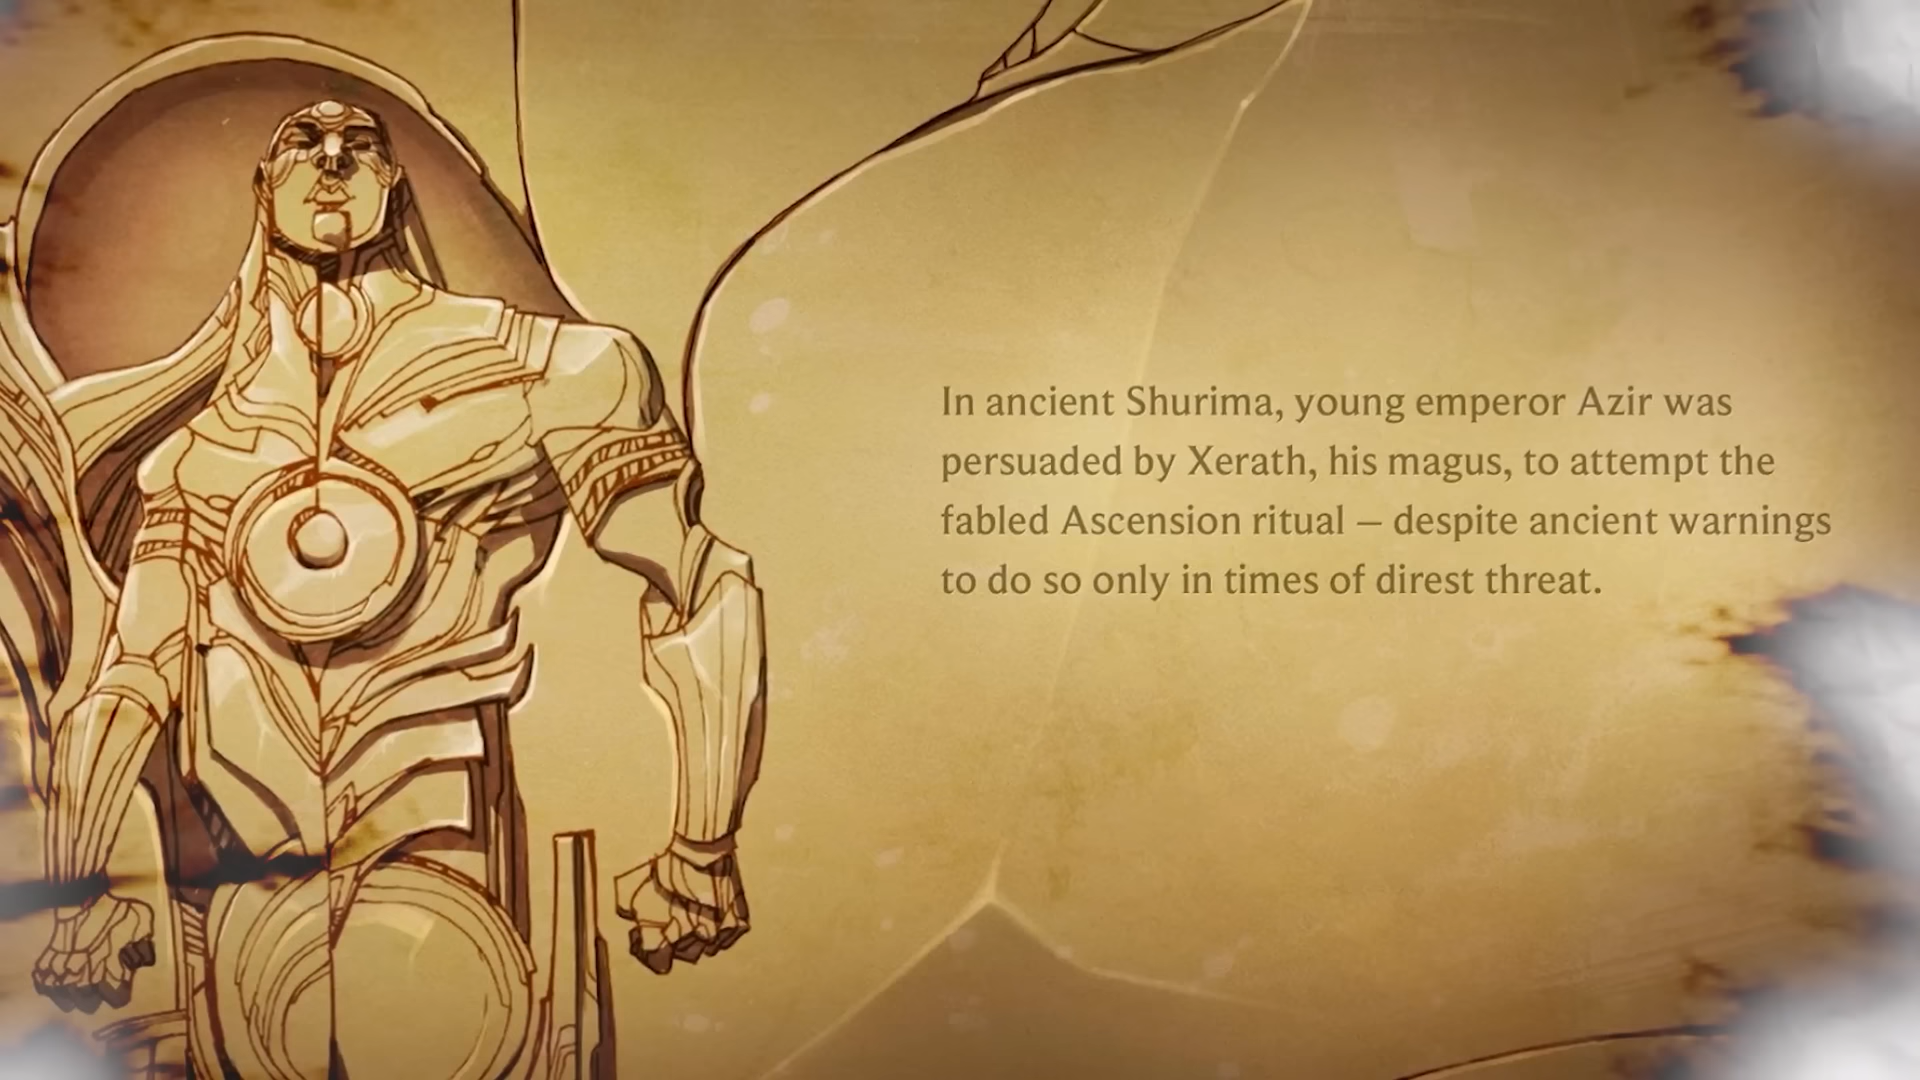 In ancient Shurima, young emperor Azir was
persuaded by Xerath, his magus, to attempt the
fabled Ascension ritual – despite ancient warnings
to do so only in times of direst threat.